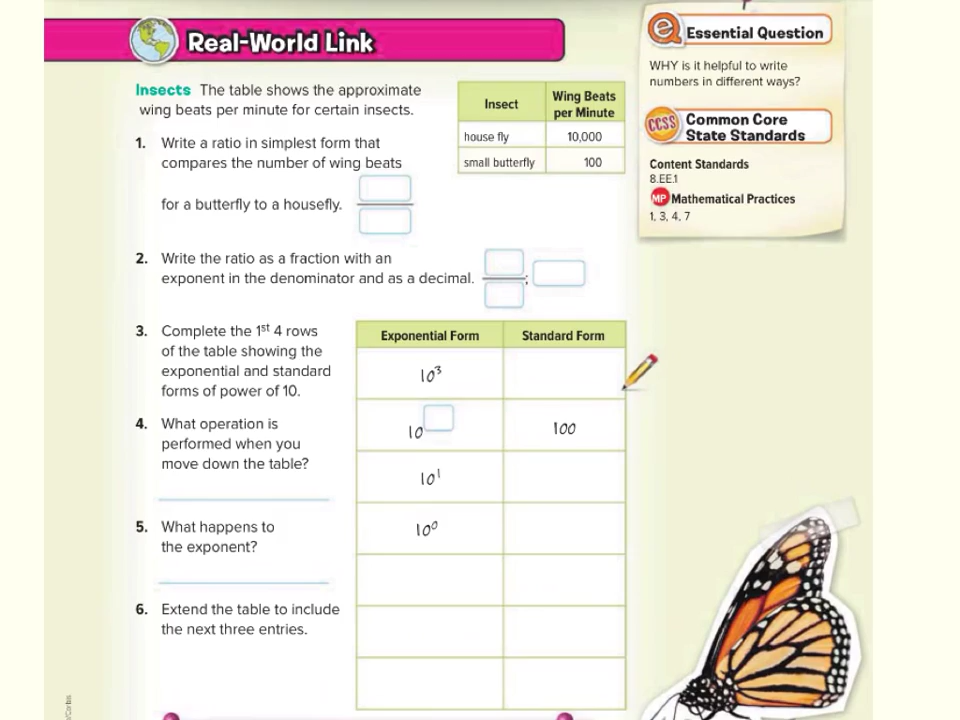 Real-World Link
Insects The table shows the approximate
wing beats per minute for certain insects.
Insect
Wing Beats
per Minute
house fly
10,000
small butterfly
100
1. Write a ratio in simplest form that
compares the number of wing beats
for a butterfly to a housefly.
2. Write the ratio as a fraction with an
exponent in the denominator and as a decimal.
;
3. Complete the 1st 4 rows
of the table showing the
exponential and standard
forms of power of 10.
4. What operation is
performed when you
move down the table?
5. What happens to
the exponent?
6. Extend the table to include
the next three entries.
Exponential Form
Standard Form
10³
10
100
10¹
10⁰
e Essential Question
WHY is it helpful to write
numbers in different ways?
CCSS Common Core
State Standards
Content Standards
8.EE.1
MP Mathematical Practices
1, 3, 4, 7